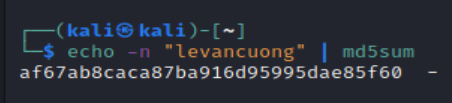 ┌──(kali㉿kali)-[~]
└─$ echo -n "levancuong" | md5sum
af67ab8caca87ba916d95995dae85f60  -